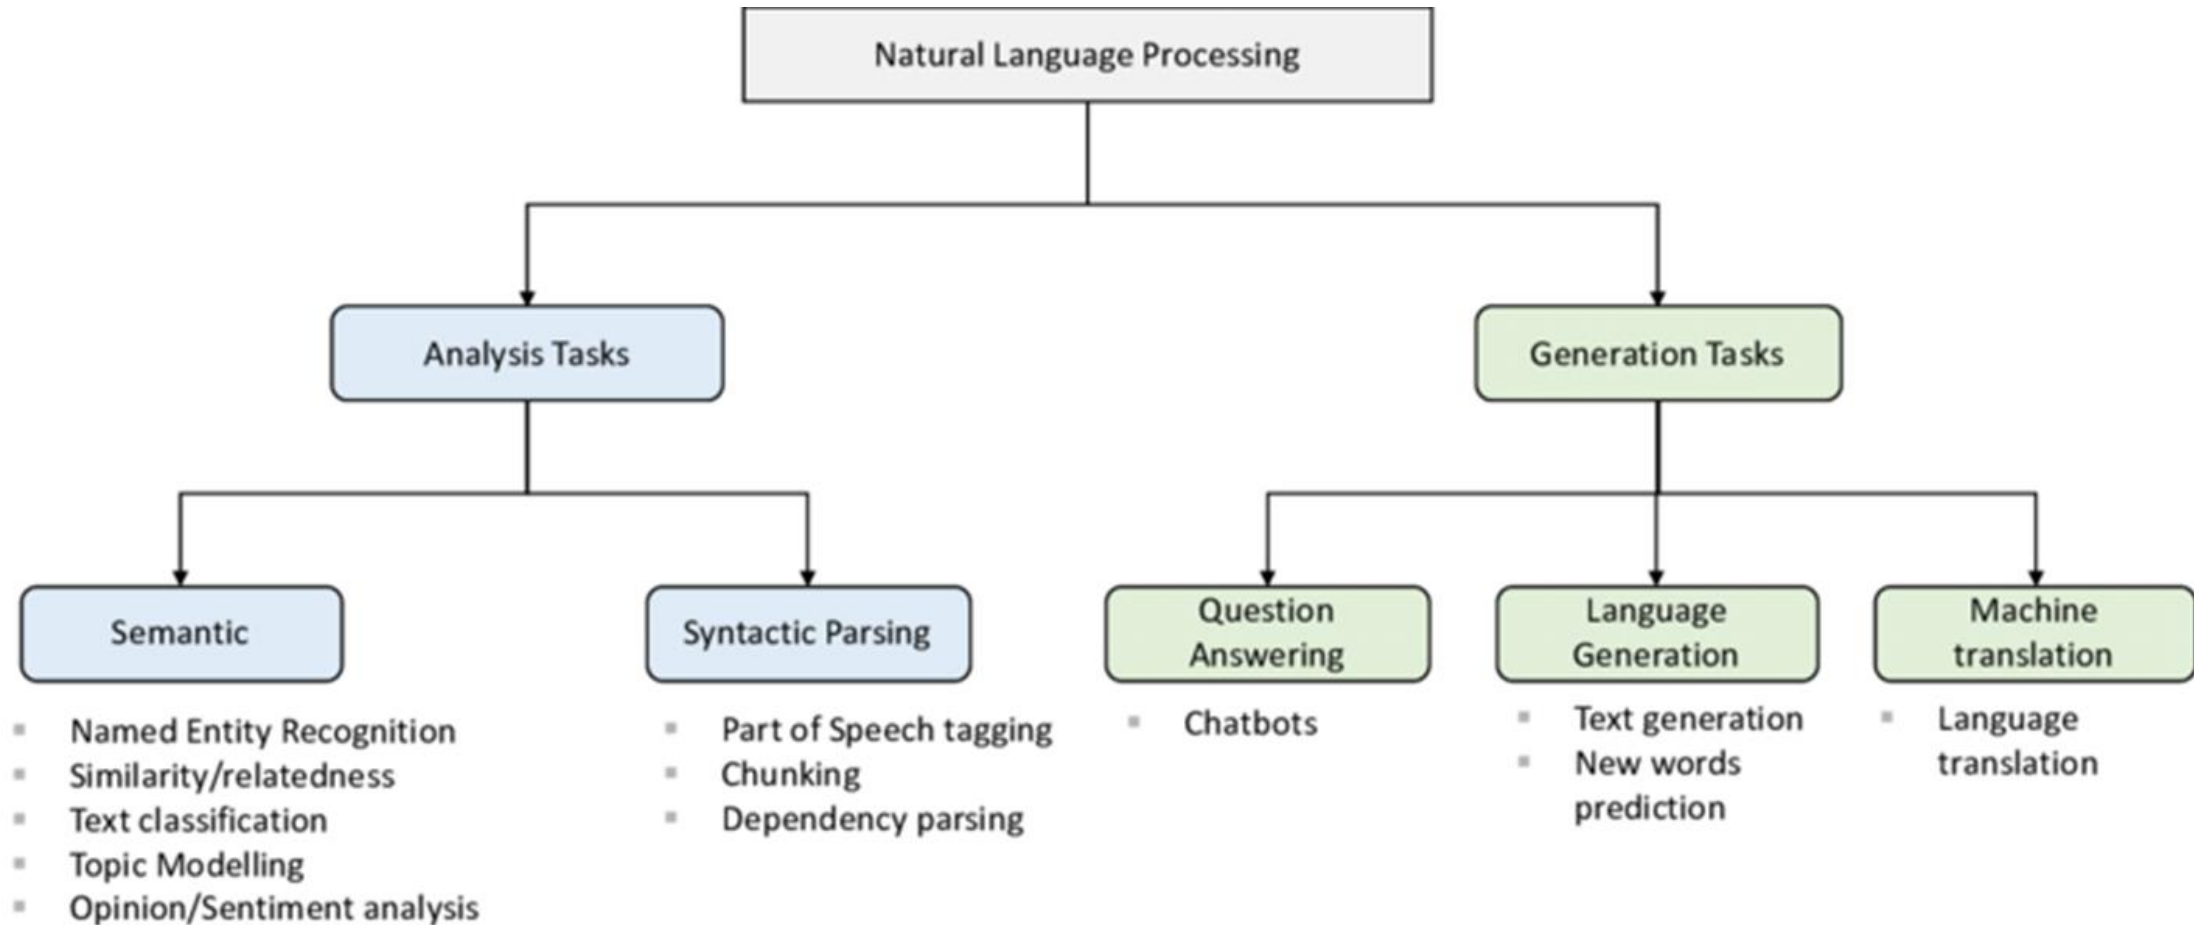 Natural Language Processing
Analysis Tasks
Generation Tasks
Semantic
Syntactic Parsing
Question
Answering
Language
Generation
Machine
translation
Named Entity Recognition
Similarity/relatedness
Text classification
Topic Modelling
Opinion/Sentiment analysis
Part of Speech tagging
Chunking
Dependency parsing
Chatbots
Text generation
New words
prediction
Language
translation